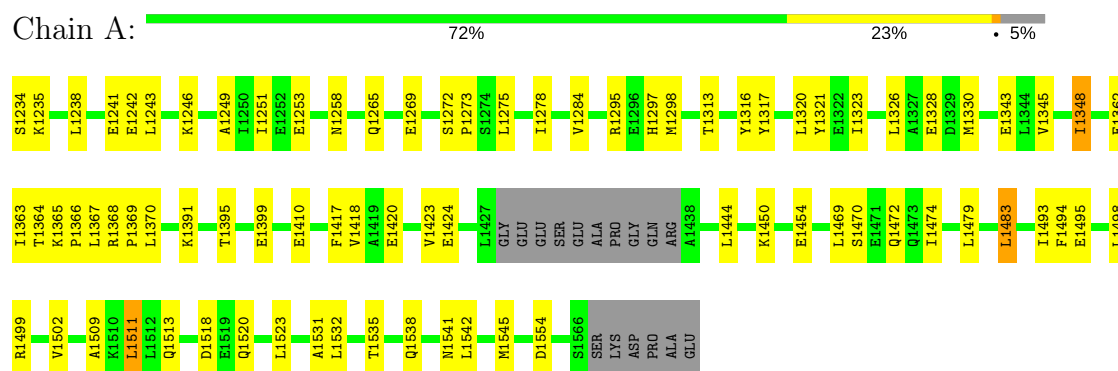 Chain A:
72% 23% • 5%
S1234 K1235 L1238 E1241 E1242 L1243 K1246 A1249 I1250 I1251 E1252 E1253 N1258 Q1265 E1269 S1272 P1273 S1274 L1275 I1278 V1284 R1295 E1296 H1297 M1298 T1313 Y1316 Y1317 L1320 Y1321 E1322 I1323 L1326 A1327 E1328 D1329 M1330 E1343 L1344 V1345 I1348
I1363 T1364 K1365 P1366 L1367 R1368 P1369 L1370 K1391 T1395 E1399 E1410 F1417 V1418 A1419 E1420 V1423 E1424 L1427 GLY GLU GLU SER GLU ALA PRO GLY GLN ARG A1438 L1444 K1450 E1454 L1469 S1470 E1471 Q1472 Q1473 I1474 L1479 L1483 I1493 F1494 E1495 L1498
R1499 V1502 A1509 K1510 L1511 L1512 Q1513 D1518 E1519 Q1520 L1523 A1531 L1532 T1535 Q1538 N1541 L1542 M1545 D1554 S1566 SER LYS ASP PRO ALA GLU